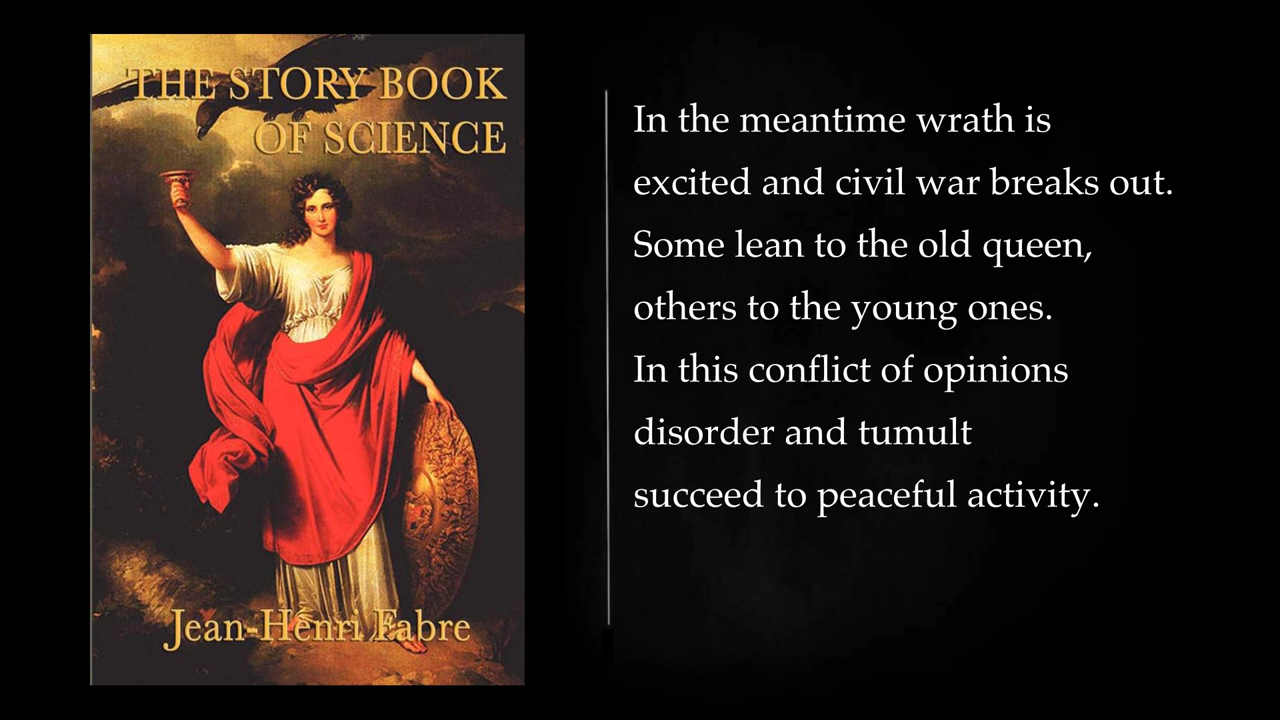 THE STORY BOOK
OF SCIENCE
Jean-Henri Fabre
In the meantime wrath is
excited and civil war breaks out.
Some lean to the old queen,
others to the young ones.
In this conflict of opinions
disorder and tumult
succeed to peaceful activity.